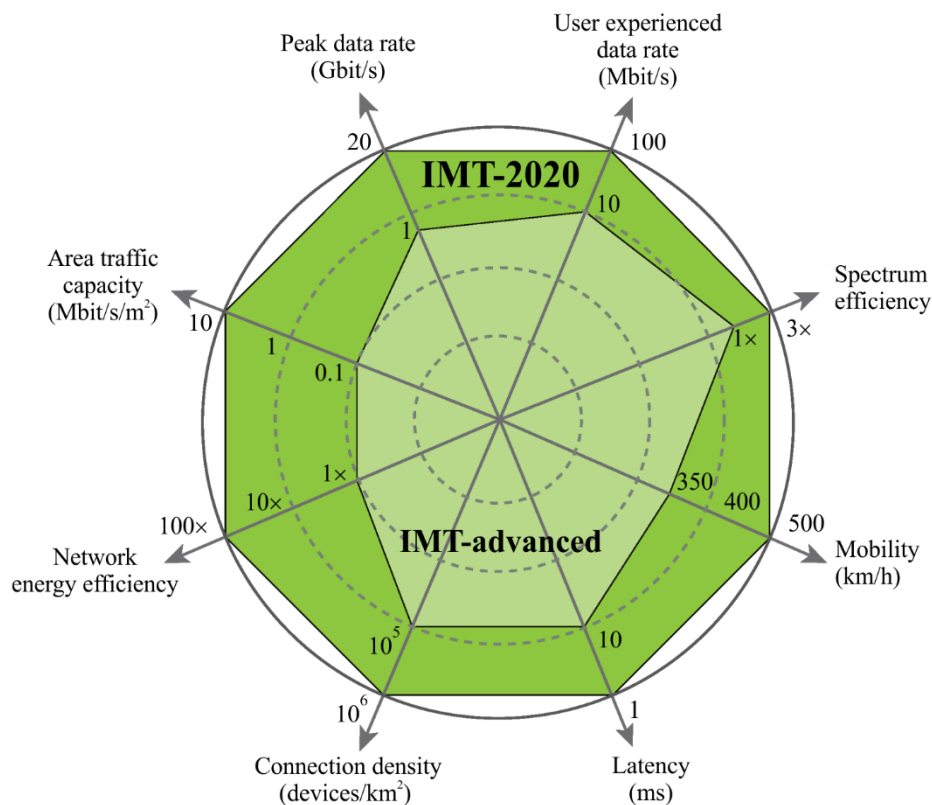 Peak data rate
(Gbit/s)
User experienced
data rate
(Mbit/s)
20
100
IMT-2020
1
10
Area traffic
capacity
(Mbit/s/m²)
10
1
0.1
Spectrum
efficiency
1×
3×
1×
10×
100×
Network
energy efficiency
350
400
500
Mobility
(km/h)
IMT-advanced
10⁵
10
10⁶
1
Connection density
(devices/km²)
Latency
(ms)